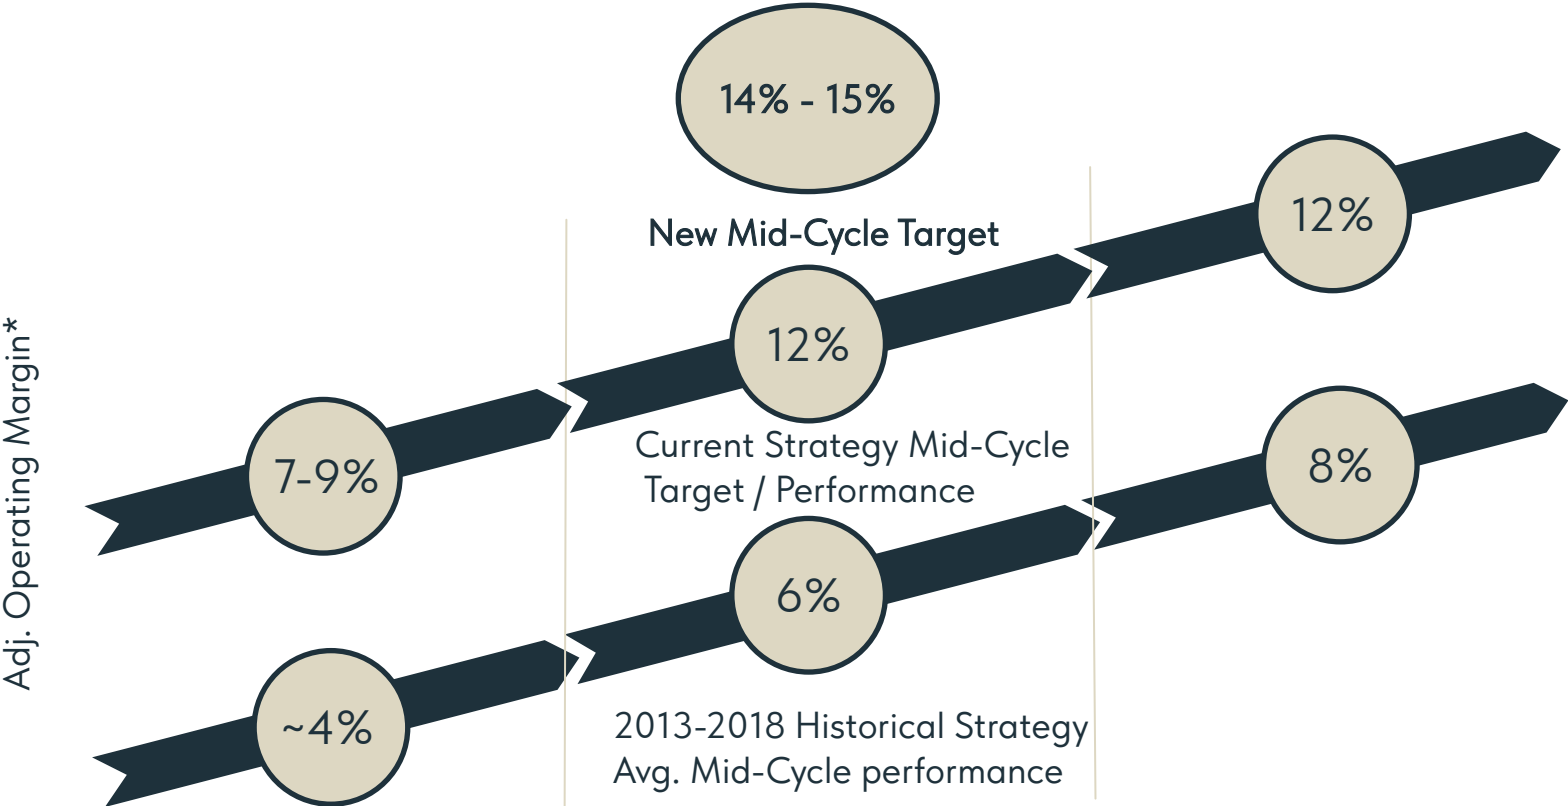 14% - 15%
New Mid-Cycle Target
12%
12%
7-9%
Current Strategy Mid-Cycle
Target / Performance
8%
6%
~4%
2013-2018 Historical Strategy
Avg. Mid-Cycle performance
Adj. Operating Margin*